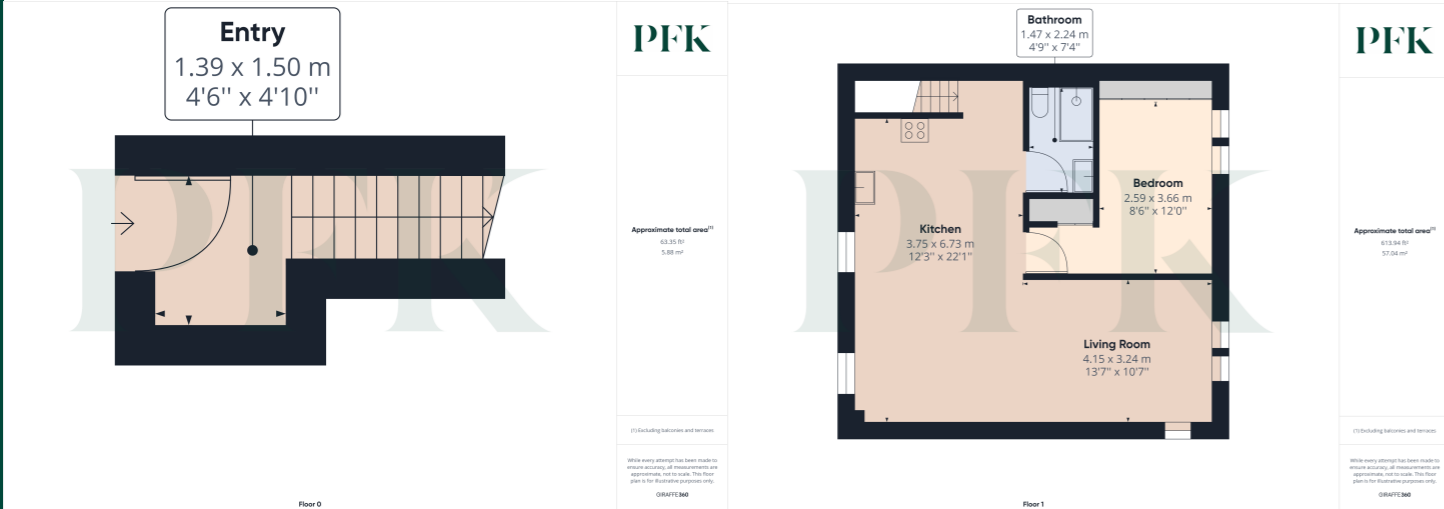 Entry
1.39 x 1.50 m
4'6'' x 4'10''
PFK
PFK
Approximate total area(1)
63.35 ft²
5.88 m²
(1) Excluding balconies and terraces
While every attempt has been made to
ensure accuracy, all measurements are
approximate, not to scale. This floor
plan is for illustrative purposes only.
GIRAFFE360
Floor 0
Bathroom
1.47 x 2.24 m
4'9'' x 7'4''
Bedroom
2.59 x 3.66 m
8'6'' x 12'0''
Kitchen
3.75 x 6.73 m
12'3'' x 22'1''
Living Room
4.15 x 3.24 m
13'7'' x 10'7''
PFK
PFK
Approximate total area(1)
613.94 ft²
57.04 m²
(1) Excluding balconies and terraces
While every attempt has been made to
ensure accuracy, all measurements are
approximate, not to scale. This floor
plan is for illustrative purposes only.
GIRAFFE360
Floor 1